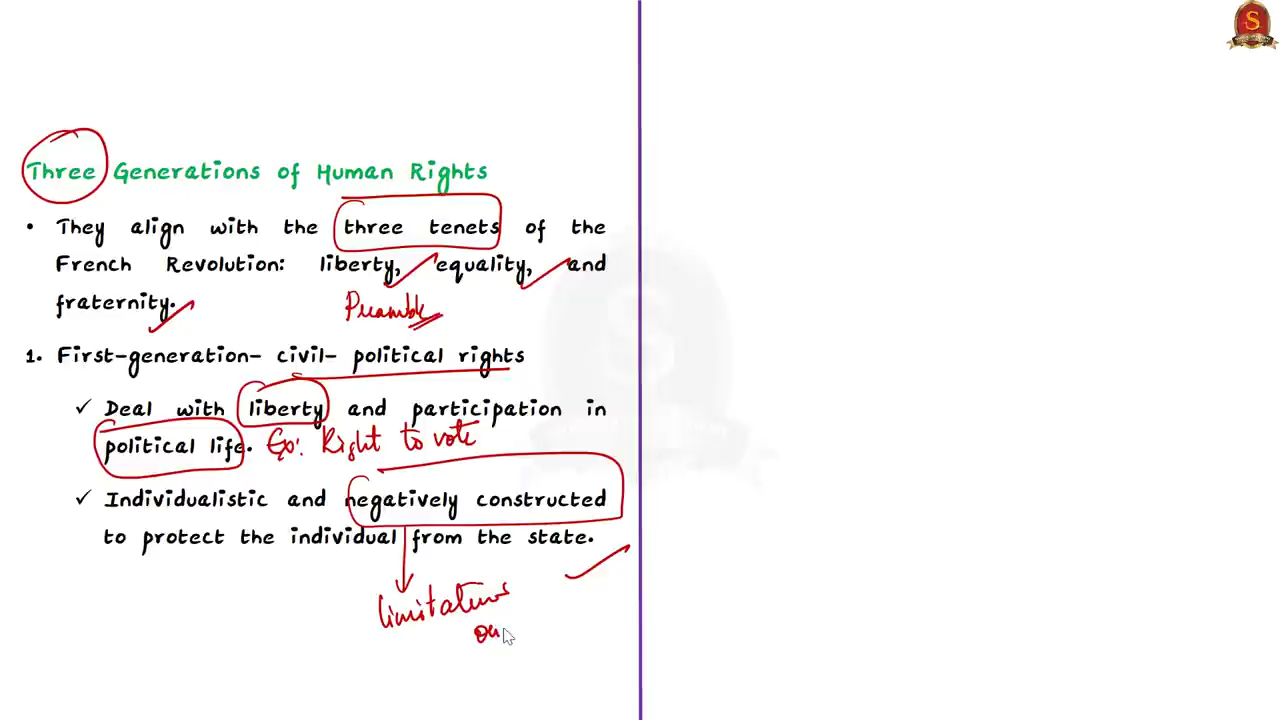 Three Generations of Human Rights
• They align with the three tenets of the
French Revolution: liberty, equality, and
fraternity.
Preamble
1. First-generation- civil- political rights
✓ Deal with liberty and participation in
political life. Eg: Right to vote
✓ Individualistic and negatively constructed
to protect the individual from the state.
limitations
on